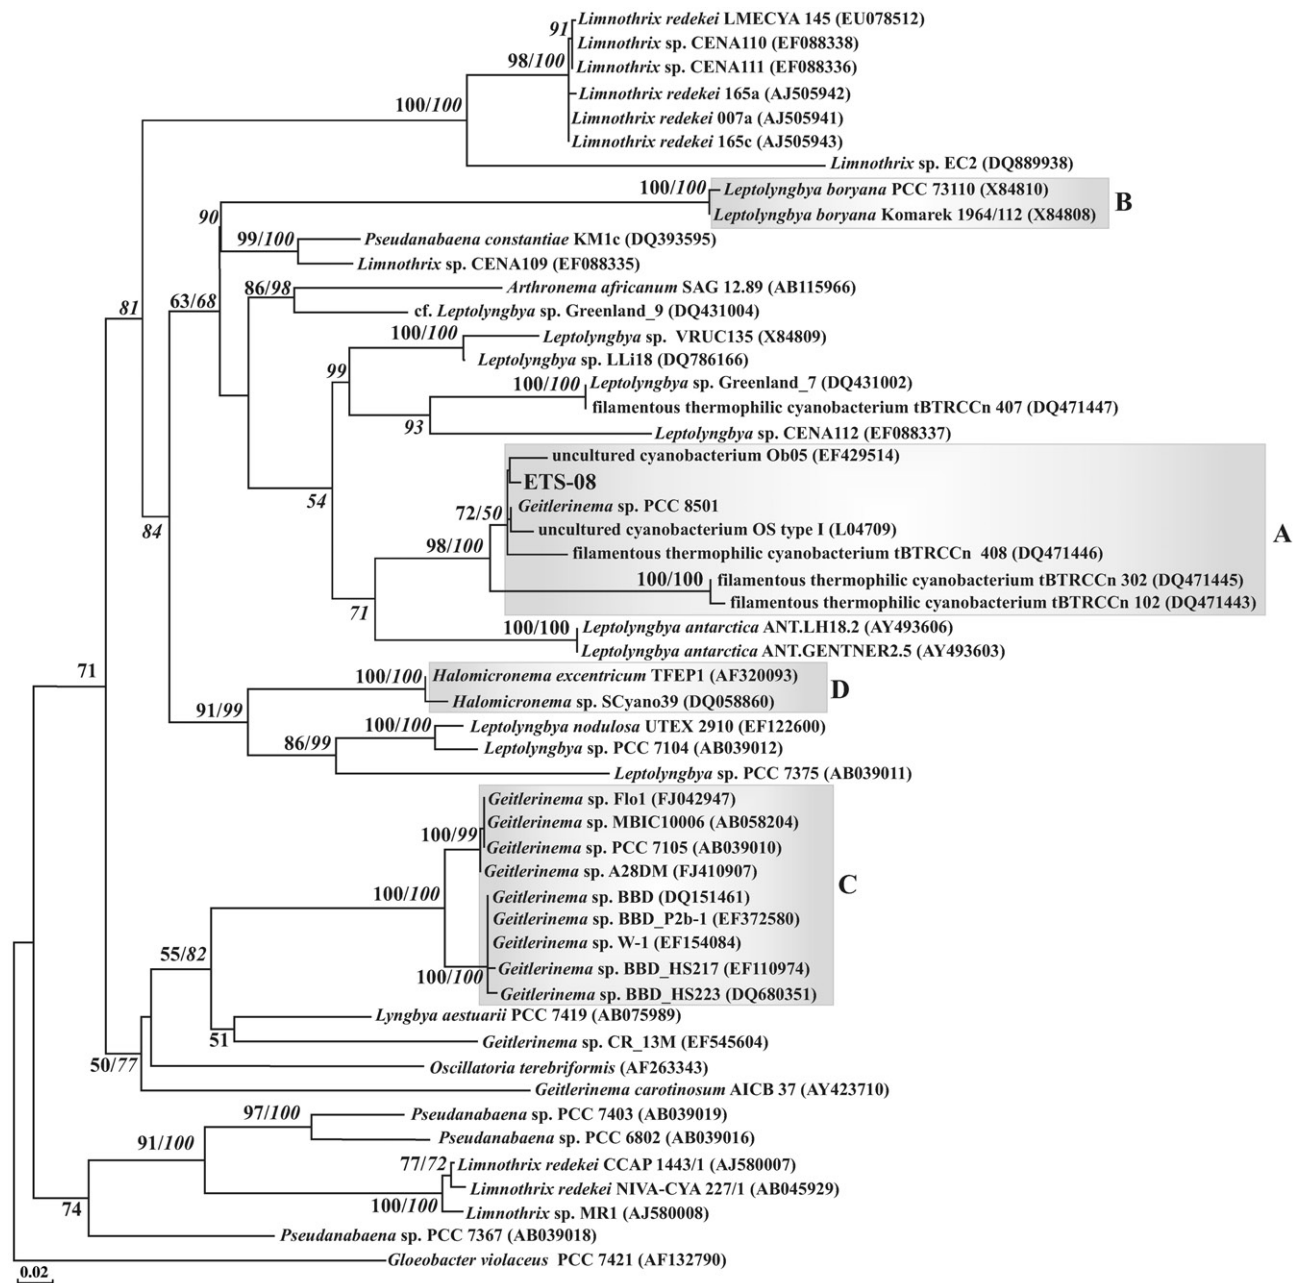 91
Limnothrix redekei LMECYA 145 (EU078512)
Limnothrix sp. CENA110 (EF088338)
98/100
Limnothrix sp. CENA111 (EF088336)
Limnothrix redekei 165a (AJ505942)
100/100
Limnothrix redekei 007a (AJ505941)
Limnothrix redekei 165c (AJ505943)
Limnothrix sp. EC2 (DQ889938)
100/100
Leptolyngbya boryana PCC 73110 (X84810)
B
Leptolyngbya boryana Komarek 1964/112 (X84808)
90
99/100
Pseudanabaena constantiae KM1c (DQ393595)
Limnothrix sp. CENA109 (EF088335)
86/98
Arthronema africanum SAG 12.89 (AB115966)
81
63/68
cf. Leptolyngbya sp. Greenland_9 (DQ431004)
100/100
Leptolyngbya sp. VRUC135 (X84809)
Leptolyngbya sp. LLi18 (DQ786166)
99
100/100
Leptolyngbya sp. Greenland_7 (DQ431002)
filamentous thermophilic cyanobacterium tBTRCCn 407 (DQ471447)
93
Leptolyngbya sp. CENA112 (EF088337)
uncultured cyanobacterium Ob05 (EF429514)
ETS-08
54
Geitlerinema sp. PCC 8501
72/50
84
uncultured cyanobacterium OS type I (L04709)
A
98/100
filamentous thermophilic cyanobacterium tBTRCCn 408 (DQ471446)
100/100
filamentous thermophilic cyanobacterium tBTRCCn 302 (DQ471445)
filamentous thermophilic cyanobacterium tBTRCCn 102 (DQ471443)
71
100/100
Leptolyngbya antarctica ANT.LH18.2 (AY493606)
Leptolyngbya antarctica ANT.GENTNER2.5 (AY493603)
71
100/100
Halomicronema excentricum TFEP1 (AF320093)
D
Halomicronema sp. SCyano39 (DQ058860)
91/99
100/100
Leptolyngbya nodulosa UTEX 2910 (EF122600)
86/99
Leptolyngbya sp. PCC 7104 (AB039012)
Leptolyngbya sp. PCC 7375 (AB039011)
Geitlerinema sp. Flo1 (FJ042947)
Geitlerinema sp. MBIC10006 (AB058204)
100/99
Geitlerinema sp. PCC 7105 (AB039010)
Geitlerinema sp. A28DM (FJ410907)
C
100/100
Geitlerinema sp. BBD (DQ151461)
Geitlerinema sp. BBD_P2b-1 (EF372580)
Geitlerinema sp. W-1 (EF154084)
55/82
Geitlerinema sp. BBD_HS217 (EF110974)
100/100
Geitlerinema sp. BBD_HS223 (DQ680351)
Lyngbya aestuarii PCC 7419 (AB075989)
51
Geitlerinema sp. CR_13M (EF545604)
50/77
Oscillatoria terebriformis (AF263343)
Geitlerinema carotinosum AICB 37 (AY423710)
97/100
Pseudanabaena sp. PCC 7403 (AB039019)
91/100
Pseudanabaena sp. PCC 6802 (AB039016)
77/72
Limnothrix redekei CCAP 1443/1 (AJ580007)
Limnothrix redekei NIVA-CYA 227/1 (AB045929)
74
100/100
Limnothrix sp. MR1 (AJ580008)
Pseudanabaena sp. PCC 7367 (AB039018)
Gloeobacter violaceus PCC 7421 (AF132790)
0.02